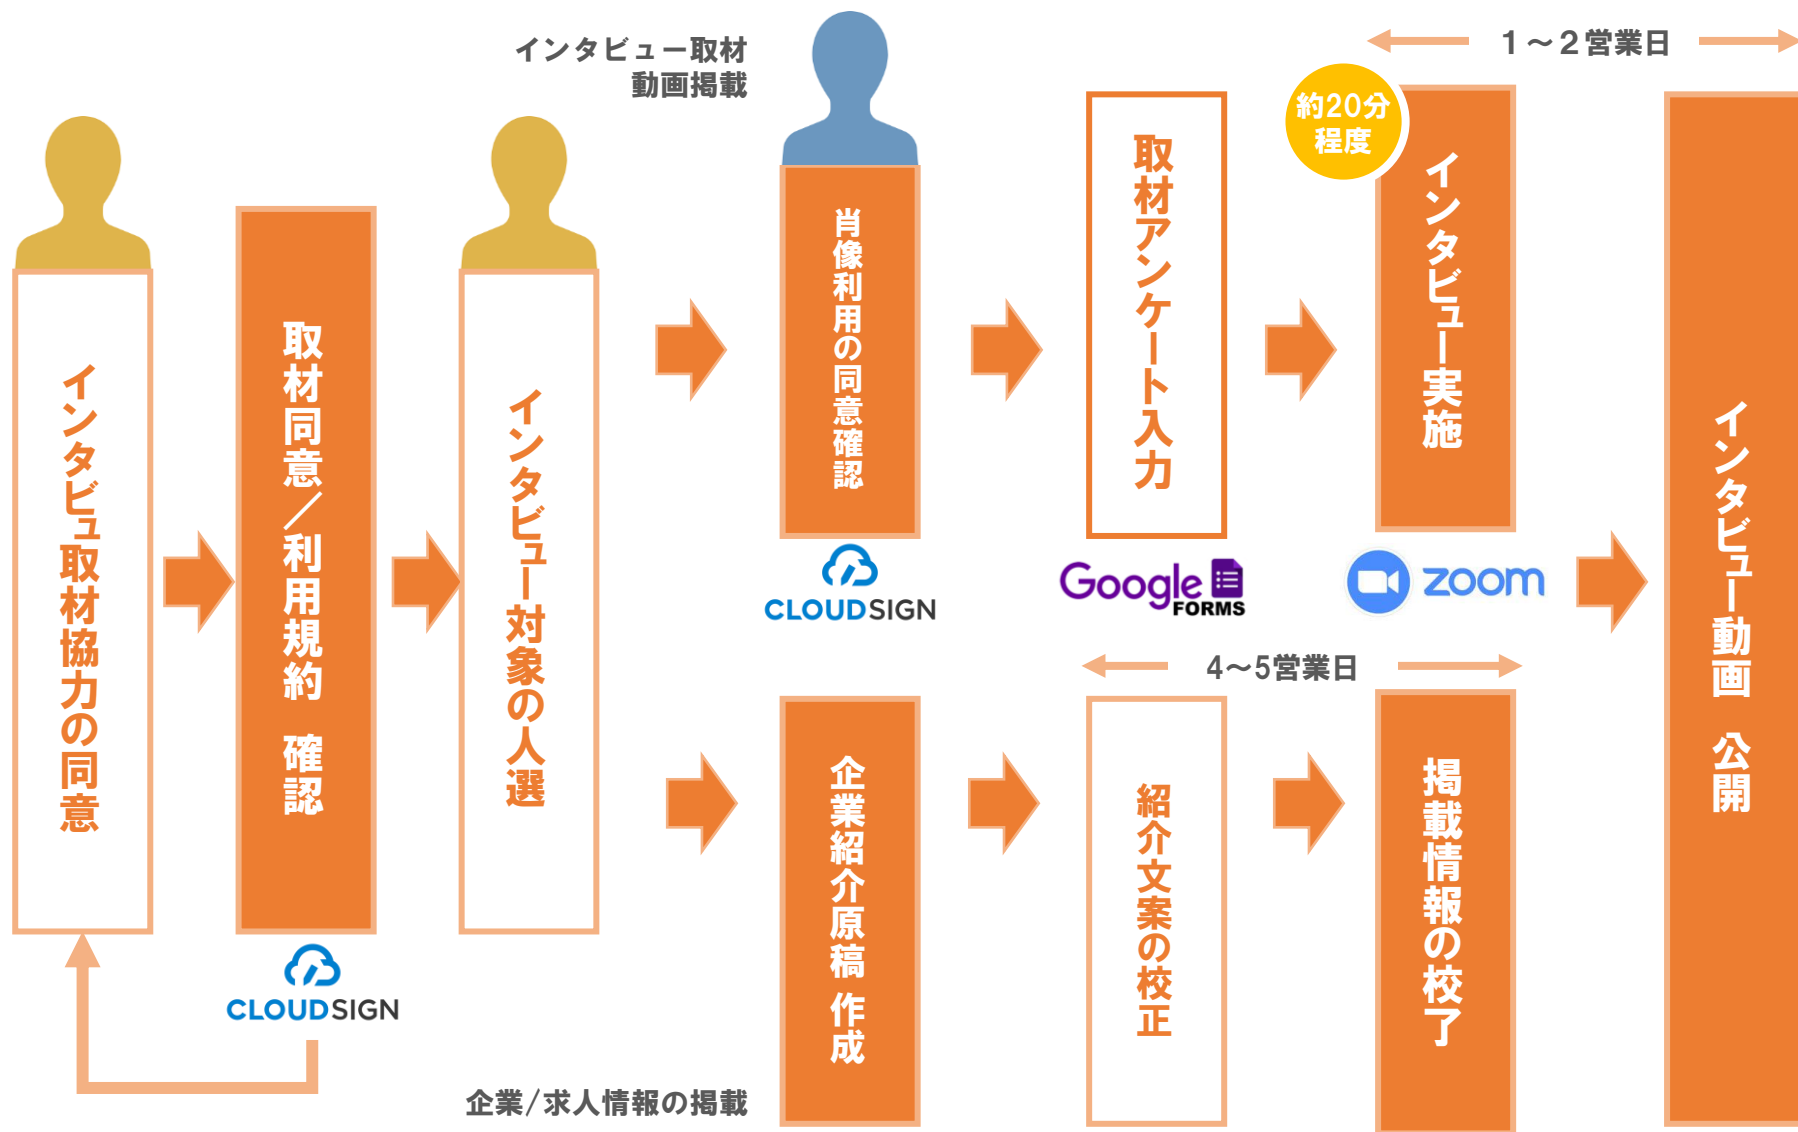 インタビュー取材
動画掲載
1～2営業日
約20分
程度
インタビュー取材協力の同意
取材同意／利用規約　確認
CLOUDSIGN
インタビュー対象の人選
肖像利用の同意確認
CLOUDSIGN
取材アンケート入力
Google
FORMS
インタビュー実施
zoom
4～5営業日
企業紹介原稿 作成
紹介文案の校正
掲載情報の校了
インタビュー動画　公開
企業/求人情報の掲載